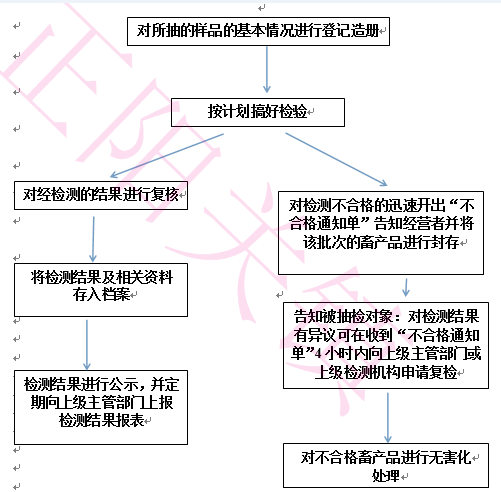 对所抽的样品的基本情况进行登记造册
按计划搞好检验
对经检测的结果进行复核
将检测结果及相关资料
存入档案
检测结果进行公示，并定
期向上级主管部门上报
检测结果报表
对检测不合格的迅速开出“不
合格通知单”告知经营者并将
该批次的畜产品进行封存
告知被抽检对象：对检测结果
有异议可在收到“不合格通知
单”4 小时内向上级主管部门或
上级检测机构申请复检
对不合格畜产品进行无害化
处理
正阳关镇